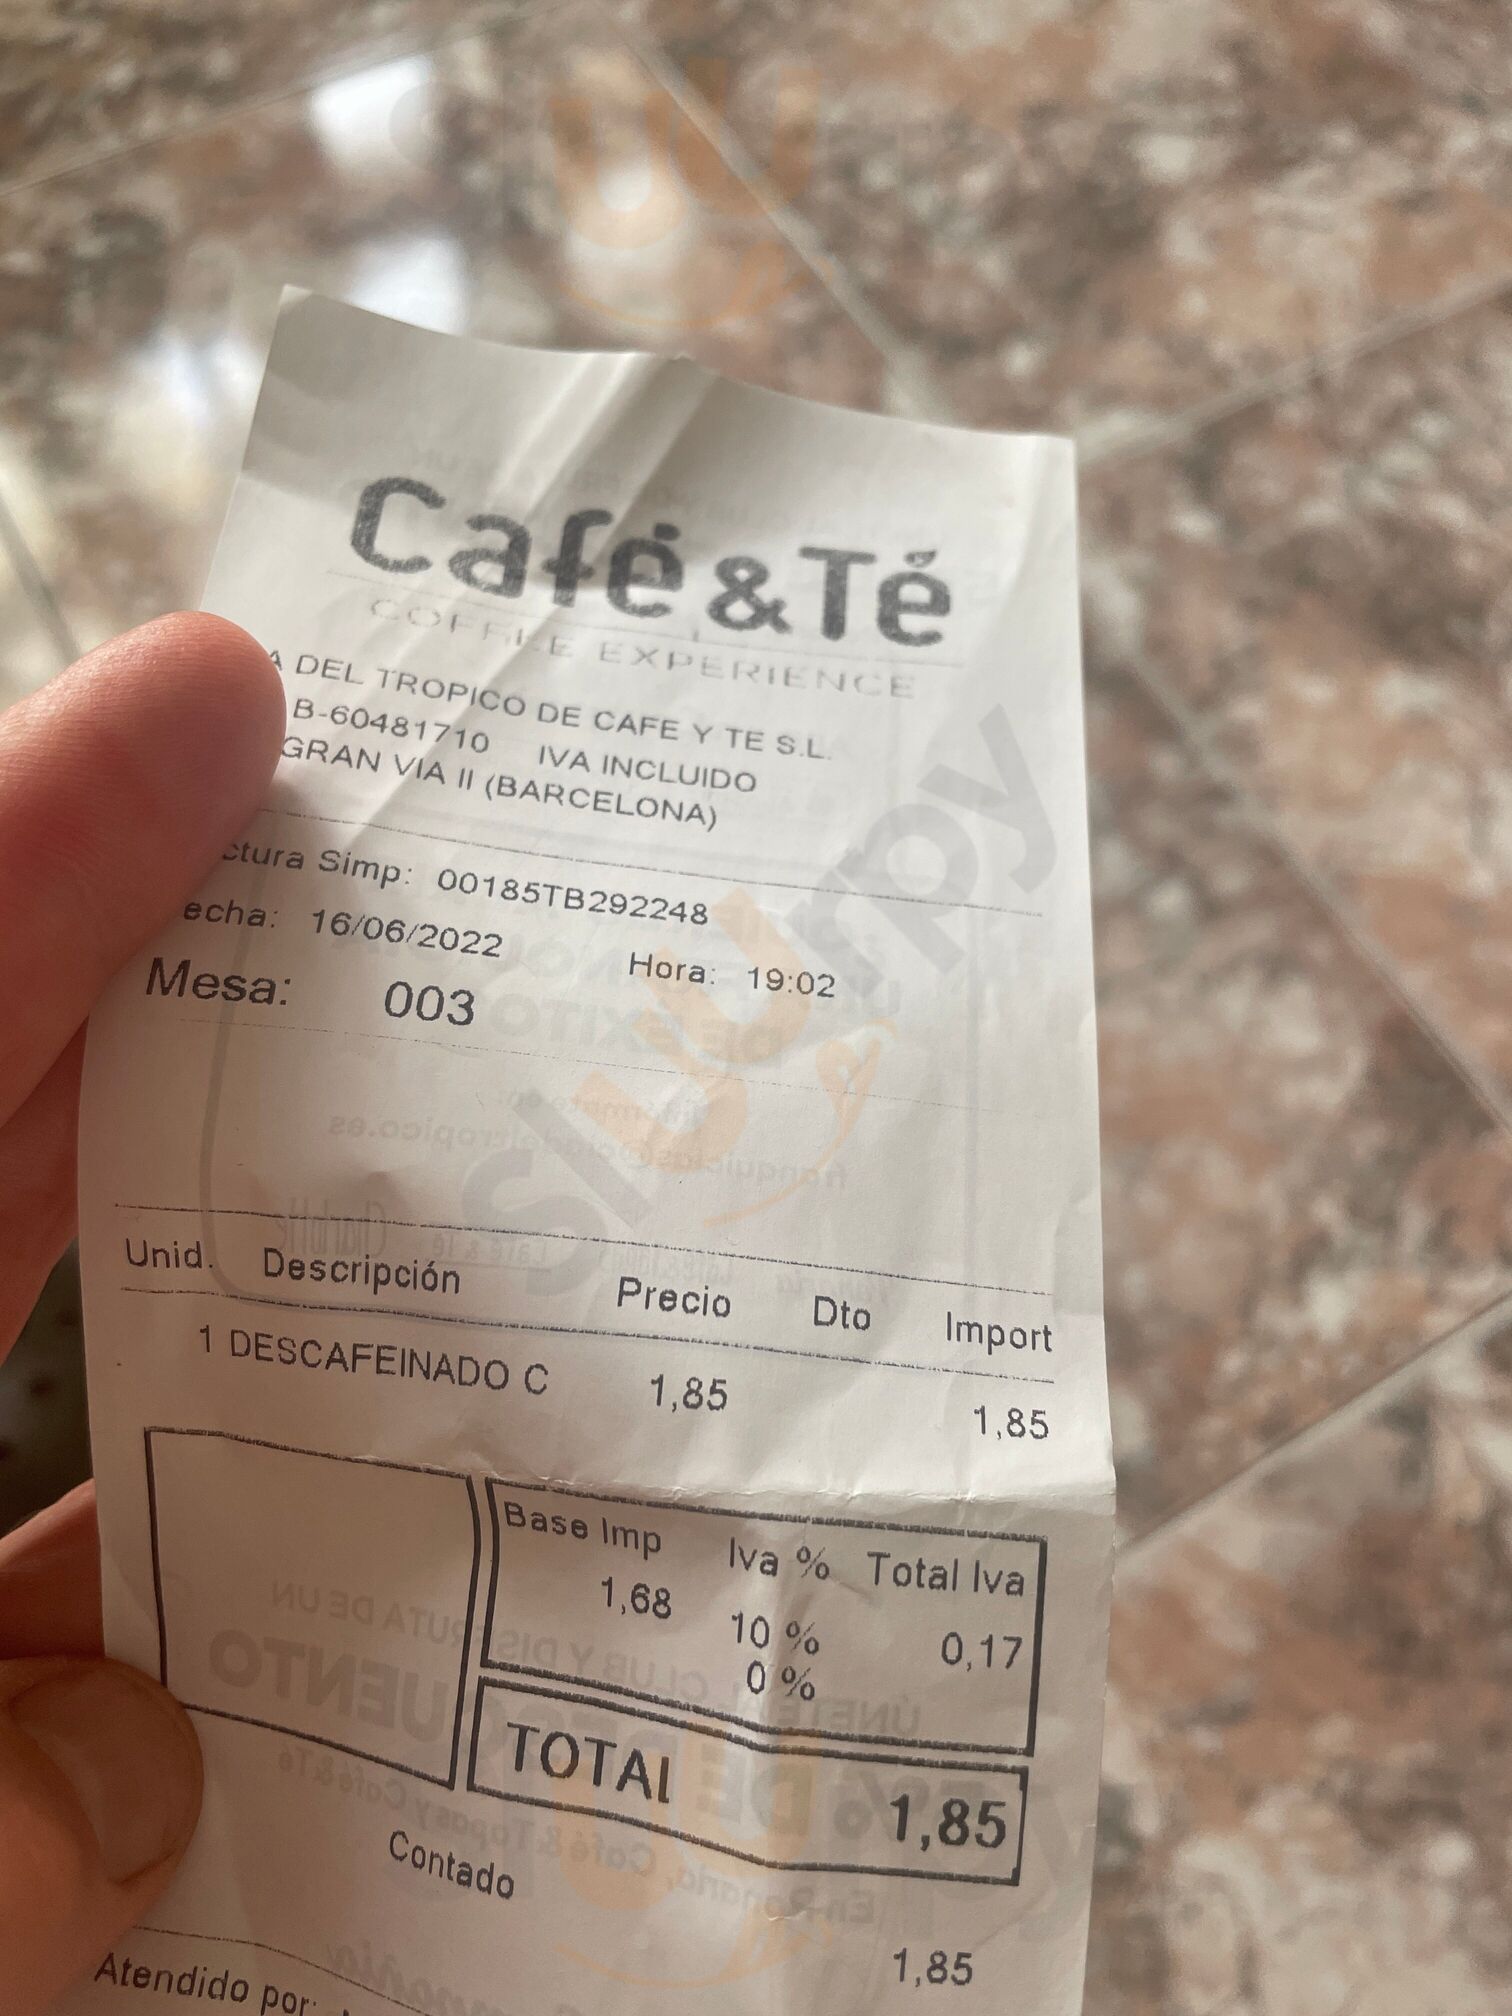 Café&Té
COFFEE EXPERIENCE
A DEL TROPICO DE CAFE Y TE S.L.
B-60481710 IVA INCLUIDO
GRAN VIA II (BARCELONA)
ctura Simp: 00185TB292248
echa: 16/06/2022 Hora: 19:02
Mesa: 003
Sluurpy
Unid. Descripción Precio Dto Import
1 DESCAFEINADO C 1,85 1,85
Base Imp Iva % Total Iva
1,68 10 % 0,17
0 %
TOTAL 1,85
Contado 1,85
Atendido por: